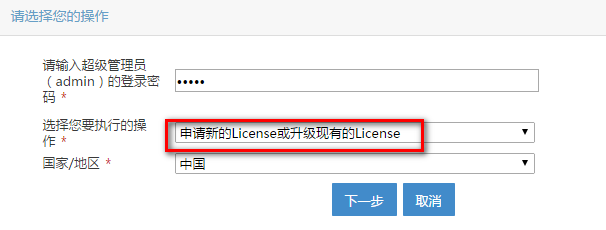 请选择您的操作
请输入超级管理员
（admin）的登录密
码 *
•••••
选择您要执行的操
作 *
申请新的License或升级现有的License
国家/地区 *
中国
下一步
取消